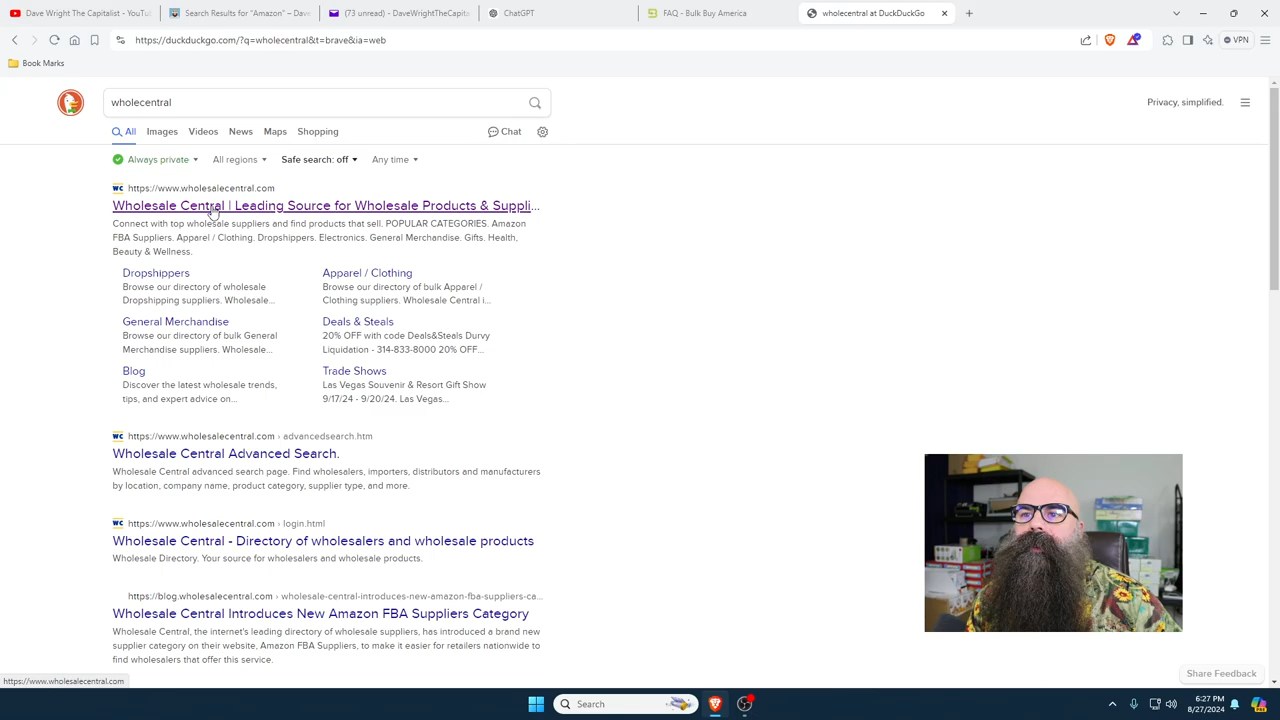 Dave Wright The Capitalist - YouTu
Search Results for "Amazon" – Dav
(73 unread) - DaveWrightTheCapit
ChatGPT
FAQ - Bulk Buy America
wholecentral at DuckDuckGo
https://duckduckgo.com/?q=wholecentral&t=brave&ia=web
VPN
Book Marks
wholecentral
Privacy, simplified.
All Images Videos News Maps Shopping Chat
Always private All regions Safe search: off Any time
WC https://www.wholesalecentral.com
Wholesale Central | Leading Source for Wholesale Products & Suppli...
Connect with top wholesale suppliers and find products that sell. POPULAR CATEGORIES. Amazon
FBA Suppliers. Apparel / Clothing. Dropshippers. Electronics. General Merchandise. Gifts. Health,
Beauty & Wellness.
Dropshippers
Browse our directory of wholesale
Dropshipping suppliers. Wholesale...
Apparel / Clothing
Browse our directory of bulk Apparel /
Clothing suppliers. Wholesale Central i...
General Merchandise
Browse our directory of bulk General
Merchandise suppliers. Wholesale...
Deals & Steals
20% OFF with code Deals&Steals Durvy
Liquidation - 314-833-8000 20% OFF...
Blog
Discover the latest wholesale trends,
tips, and expert advice on...
Trade Shows
Las Vegas Souvenir & Resort Gift Show
9/17/24 - 9/20/24. Las Vegas...
WC https://www.wholesalecentral.com › advancedsearch.htm
Wholesale Central Advanced Search.
Wholesale Central advanced search page. Find wholesalers, importers, distributors and manufacturers
by location, company name, product category, supplier type, and more.
WC https://www.wholesalecentral.com › login.html
Wholesale Central - Directory of wholesalers and wholesale products
Wholesale Directory. Your source for wholesalers and wholesale products.
https://blog.wholesalecentral.com › wholesale-central-introduces-new-amazon-fba-suppliers-ca...
Wholesale Central Introduces New Amazon FBA Suppliers Category
Wholesale Central, the internet's leading directory of wholesale suppliers, has introduced a brand new
supplier category on their website, Amazon FBA Suppliers, to make it easier for retailers nationwide to
find wholesalers that offer this service.
Share Feedback
https://www.wholesalecentral.com
Search
6:27 PM
8/27/2024